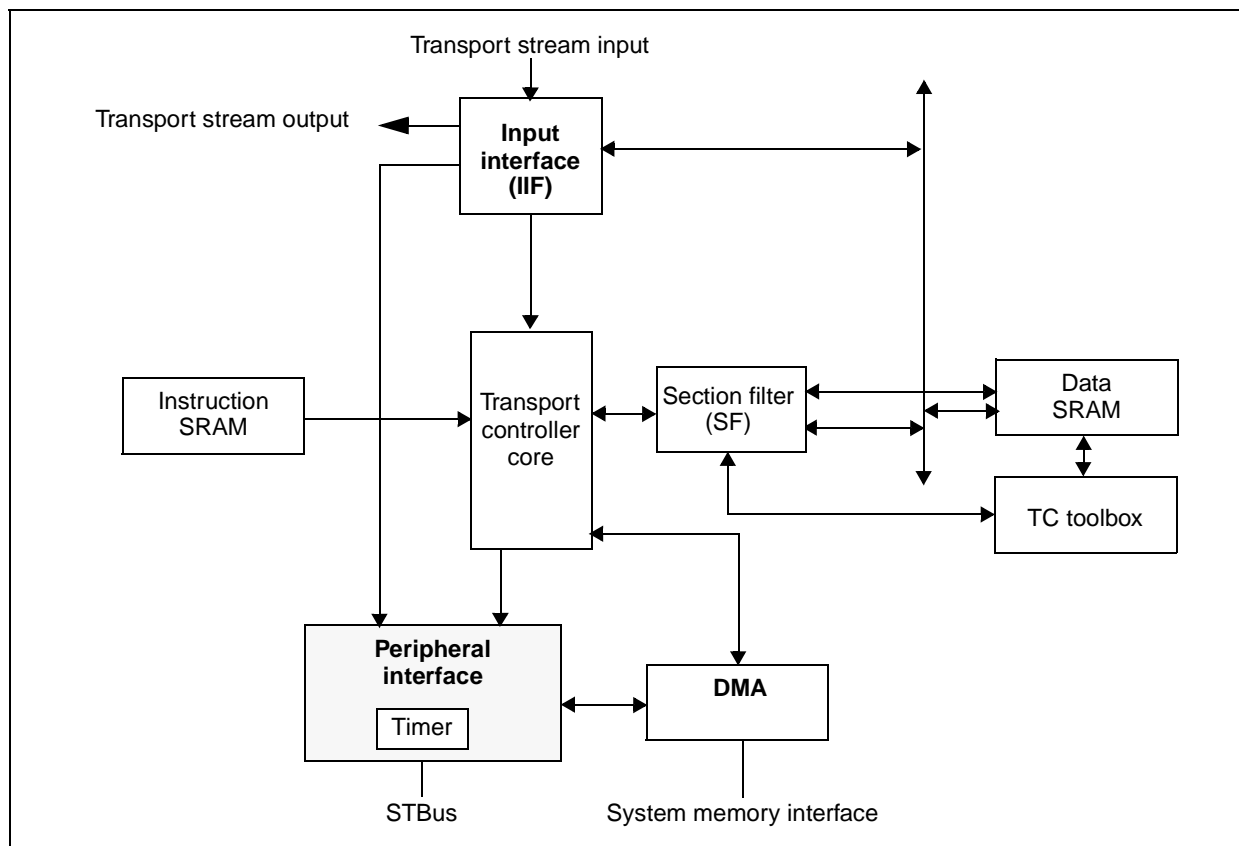 Transport stream input
Transport stream output
Input
interface
(IIF)
Instruction
SRAM
Transport
controller
core
Section filter
(SF)
Data
SRAM
TC toolbox
Peripheral
interface
Timer
DMA
STBus
System memory interface